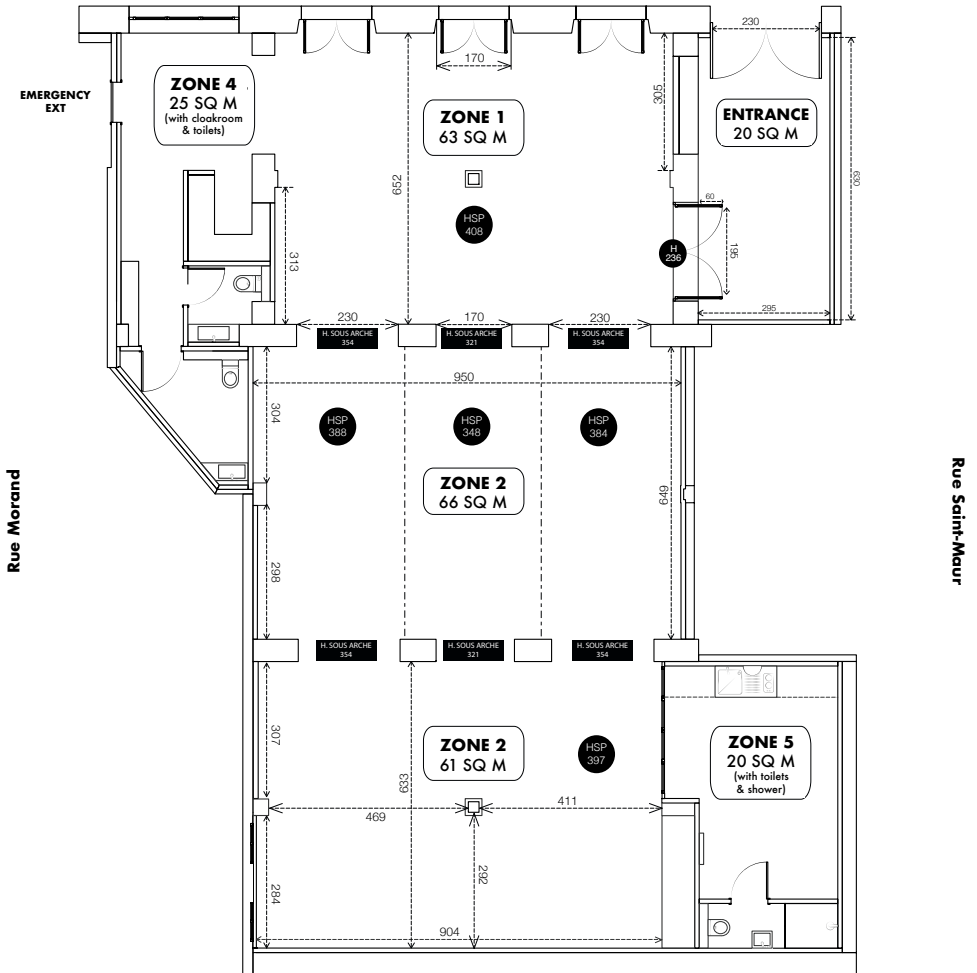 230
170
EMERGENCY
EXT
ZONE 4
25 SQ M
(with cloakroom
& toilets)
ZONE 1
63 SQ M
305
ENTRANCE
20 SQ M
652
630
60
HSP
408
313
H
236
195
295
230
170
230
H. SOUS ARCHE
354
H. SOUS ARCHE
321
H. SOUS ARCHE
354
950
304
HSP
388
HSP
348
HSP
384
ZONE 2
66 SQ M
649
Rue Morand
Rue Saint-Maur
298
H. SOUS ARCHE
354
H. SOUS ARCHE
321
H. SOUS ARCHE
354
307
ZONE 2
61 SQ M
HSP
397
ZONE 5
20 SQ M
(with toilets
& shower)
633
469
411
284
292
904